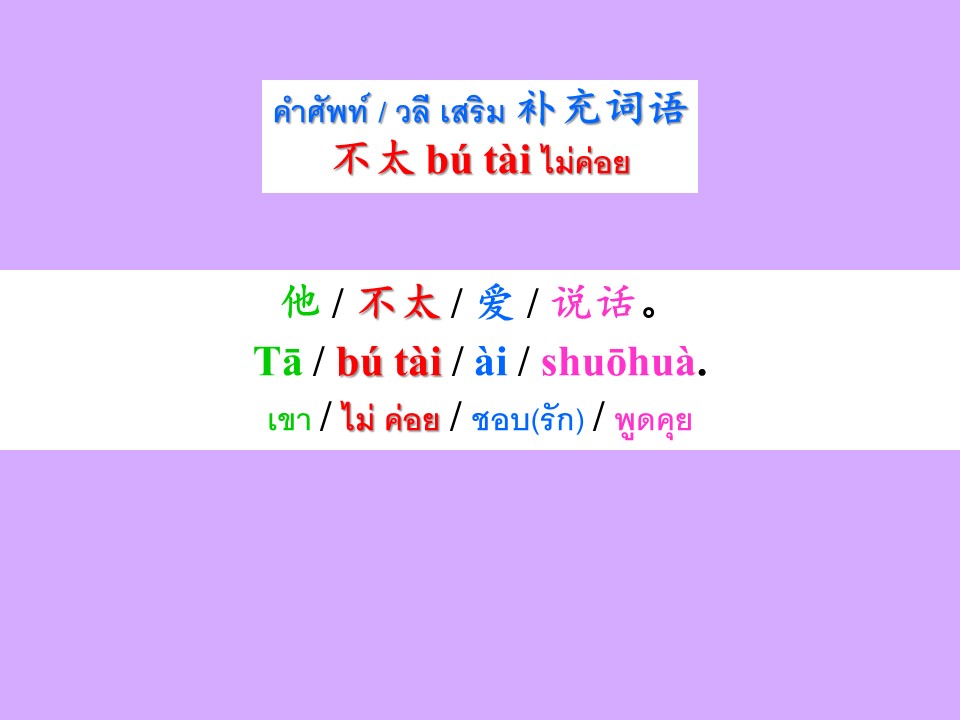 คำศัพท์ / วลี เสริม 补充词语
不太 bú tài ไม่ค่อย
他 / 不太 / 爱 / 说话。
Tā / bú tài / ài / shuōhuà.
เขา / ไม่ ค่อย / ชอบ(รัก) / พูดคุย